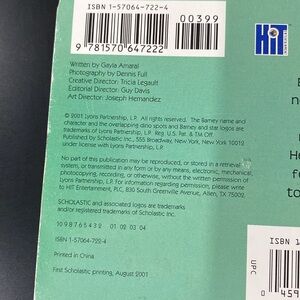 ISBN 1-57064-722-4
00399
9 781570 647222
HiT
Written by Gayla Amaral
Photography by Dennis Full
Creative Director: Tricia Legault
Editorial Director: Guy Davis
Art Director: Joseph Hernandez
© 2001 Lyons Partnership, L.P. All rights reserved. The Barney name and
character and the overlapping dino spots and Barney and star logos are
trademarks of Lyons Partnership, L.P. Reg. U.S. Pat. & TM Off.
Published by Scholastic Inc., 555 Broadway, New York, New York 10012
under license with Lyons Partnership, L.P.
No part of this publication may be reproduced, or stored in a retrieval
system, or transmitted in any form or by any means, electronic, mechanical,
photocopying, recording, or otherwise, without the permission of
Lyons Partnership, L.P. For information regarding permission, please write
to HIT Entertainment, PLC, 830 South Greenville Avenue, Allen, TX 75002.
SCHOLASTIC and associated logos are trademarks
and/or registered trademarks of Scholastic Inc.
10 9 8 7 6 5 4 3 2 01 02 03 04
ISBN 1-57064-722-4
Printed in China
First Scholastic printing, August 2001
n
He
fe
to
ISBN 1
UPC
0 459